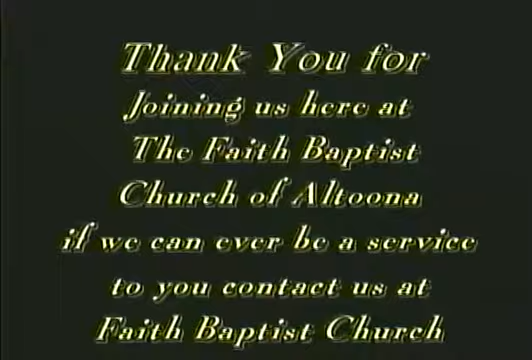 Thank You for
Joining us here at
The Faith Baptist
Church of Altoona
if we can ever be a service
to you contact us at
Faith Baptist Church